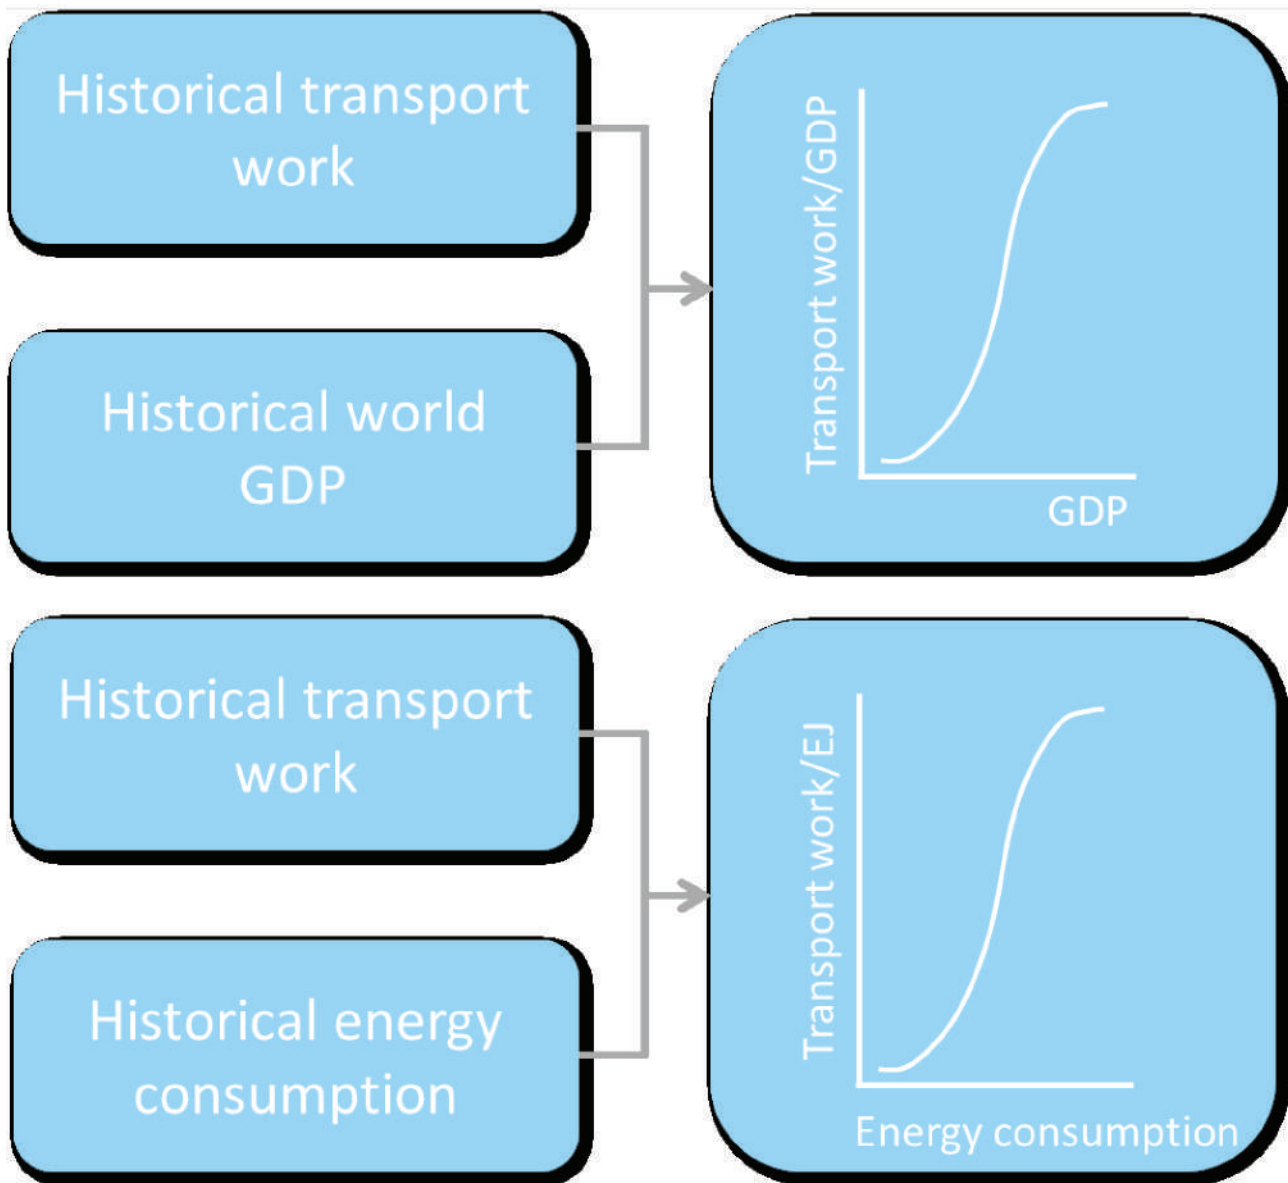 Historical transport
work
Transport work/GDP
GDP
Historical world
GDP
Historical transport
work
Transport work/EJ
Energy consumption
Historical energy
consumption